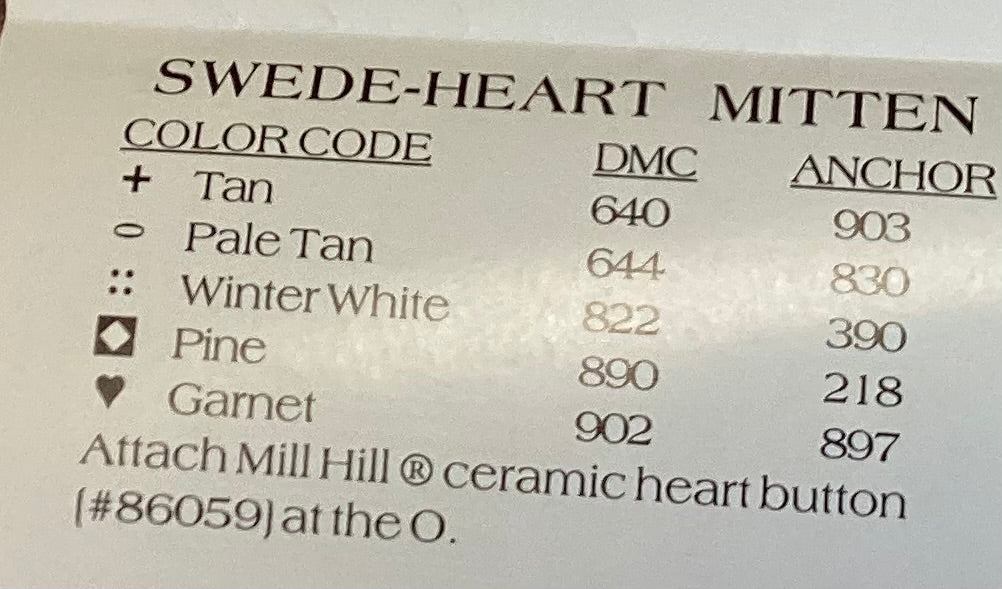 SWEDE-HEART MITTEN
COLOR CODE DMC ANCHOR
+ Tan 640 903
Pale Tan 644 830
Winter White 822 390
Pine 890 218
♥ Garnet 902 897
Attach Mill Hill ® ceramic heart button
(#86059) at the O.